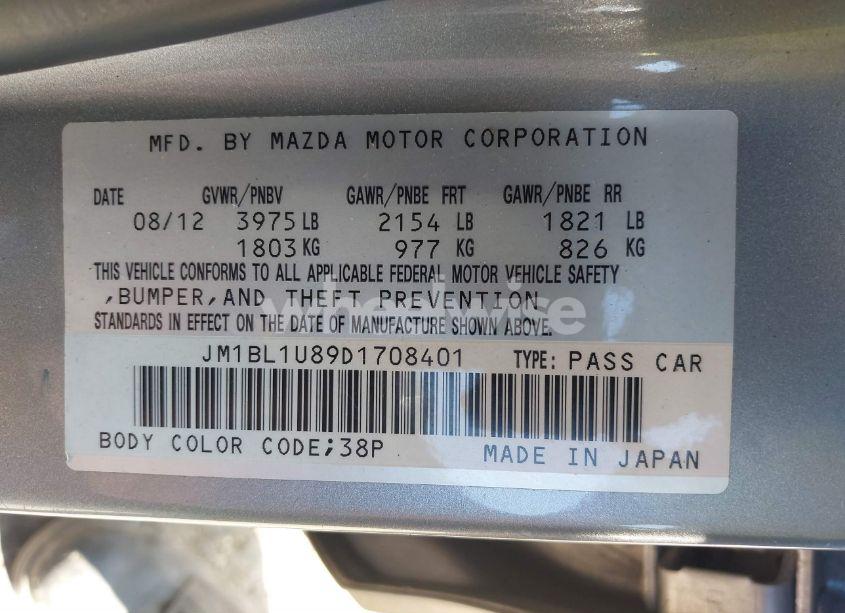 MFD. BY MAZDA MOTOR CORPORATION
DATE GVWR/PNBV GAWR/PNBE FRT GAWR/PNBE RR
08/12 3975 LB 2154 LB 1821 LB
1803 KG 977 KG 826 KG
THIS VEHICLE CONFORMS TO ALL APPLICABLE FEDERAL MOTOR VEHICLE SAFETY
,BUMPER,AND THEFT PREVENTION
wheelwise
STANDARDS IN EFFECT ON THE DATE OF MANUFACTURE SHOWN ABOVE.
JM1BL1U89D1708401 TYPE: PASS CAR
BODY COLOR CODE;38P MADE IN JAPAN